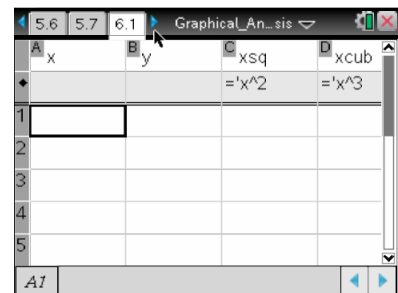 5.6 5.7 6.1 Graphical_An...sis
A x B y C xsq D xcub
◆ ='x^2 ='x^3
1
2
3
4
5
A1